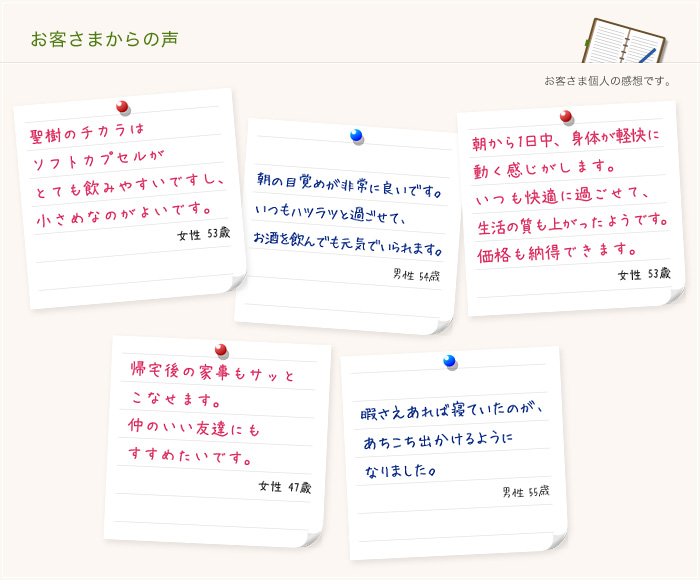 お客さまからの声
お客さま個人の感想です。
聖樹のチカラは
ソフトカプセルが
とても飲みやすいですし、
小さめなのがよいです。
女性 53歳
朝の目覚めが非常に良いです。
いつもハツラツと過ごせて、
お酒を飲んでも元気でいられます。
男性 54歳
朝から1日中、身体が軽快に
動く感じがします。
いつも快適に過ごせて、
生活の質も上がったようです。
価格も納得できます。
女性 53歳
帰宅後の家事もサッと
こなせます。
仲のいい友達にも
すすめたいです。
女性 47歳
暇さえあれば寝ていたのが、
あちこち出かけるように
なりました。
男性 55歳